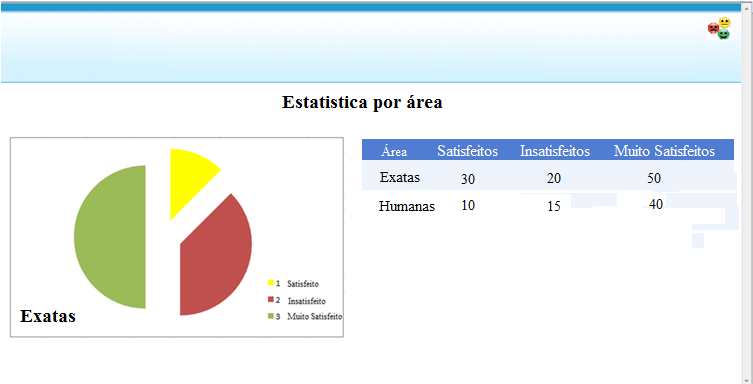 Estatistica por área
Área Satisfeitos Insatisfeitos Muito Satisfeitos
Exatas 30 20 50
Humanas 10 15 40
1 Satisfeito
2 Insatisfeito
3 Muito Satisfeito
Exatas